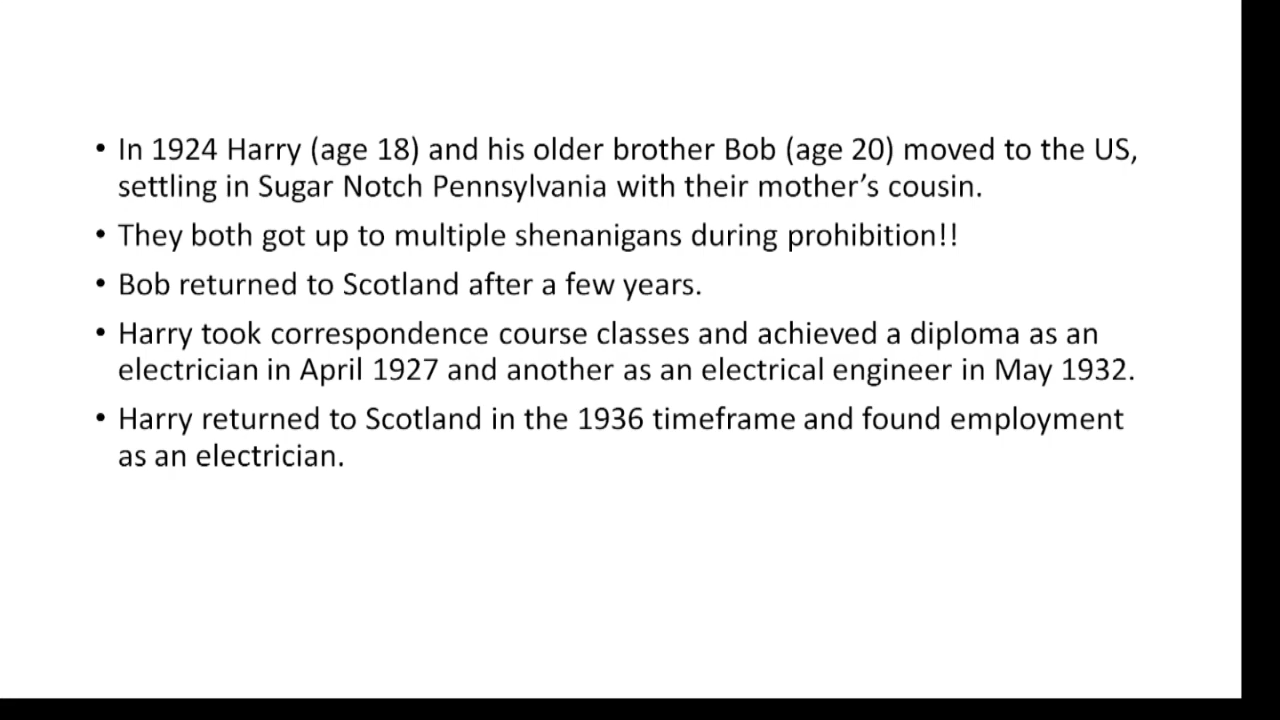 • In 1924 Harry (age 18) and his older brother Bob (age 20) moved to the US,
settling in Sugar Notch Pennsylvania with their mother’s cousin.
• They both got up to multiple shenanigans during prohibition!!
• Bob returned to Scotland after a few years.
• Harry took correspondence course classes and achieved a diploma as an
electrician in April 1927 and another as an electrical engineer in May 1932.
• Harry returned to Scotland in the 1936 timeframe and found employment
as an electrician.